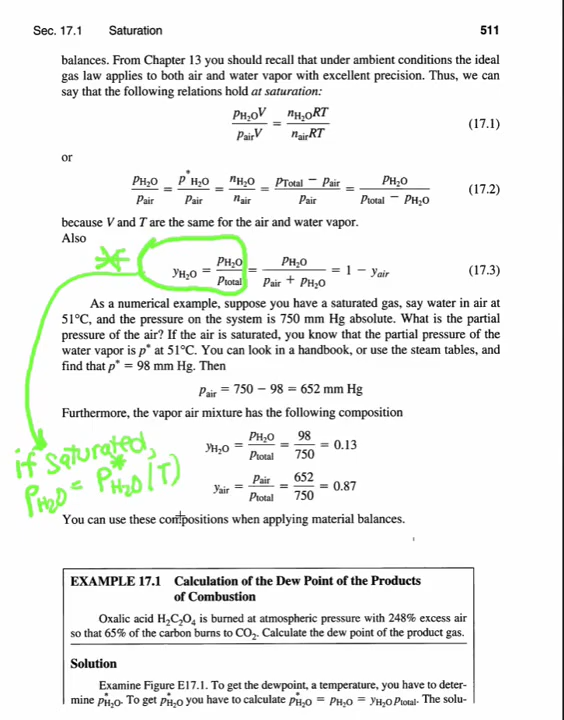 Sec. 17.1 Saturation 511
balances. From Chapter 13 you should recall that under ambient conditions the ideal
gas law applies to both air and water vapor with excellent precision. Thus, we can
say that the following relations hold at saturation:
pH₂OV / pairV = nH₂ORT / nairRT (17.1)
or
pH₂O / pair = p*H₂O / pair = nH₂O / nair = pTotal − pair / pair = pH₂O / ptotal − pH₂O (17.2)
because V and T are the same for the air and water vapor.
Also
yH₂O = pH₂O / ptotal = pH₂O / pair + pH₂O = 1 − yair (17.3)
As a numerical example, suppose you have a saturated gas, say water in air at
51°C, and the pressure on the system is 750 mm Hg absolute. What is the partial
pressure of the air? If the air is saturated, you know that the partial pressure of the
water vapor is p* at 51°C. You can look in a handbook, or use the steam tables, and
find that p* = 98 mm Hg. Then
pair = 750 − 98 = 652 mm Hg
Furthermore, the vapor air mixture has the following composition
yH₂O = pH₂O / ptotal = 98 / 750 = 0.13
if saturated,
PH₂O = P*H₂O(T)
yair = pair / ptotal = 652 / 750 = 0.87
You can use these compositions when applying material balances.
EXAMPLE 17.1 Calculation of the Dew Point of the Products
of Combustion
Oxalic acid H₂C₂O₄ is burned at atmospheric pressure with 248% excess air
so that 65% of the carbon burns to CO₂. Calculate the dew point of the product gas.
Solution
Examine Figure E17.1. To get the dewpoint, a temperature, you have to deter-
mine p*H₂O. To get p*H₂O you have to calculate p*H₂O = pH₂O = yH₂O ptotal. The solu-